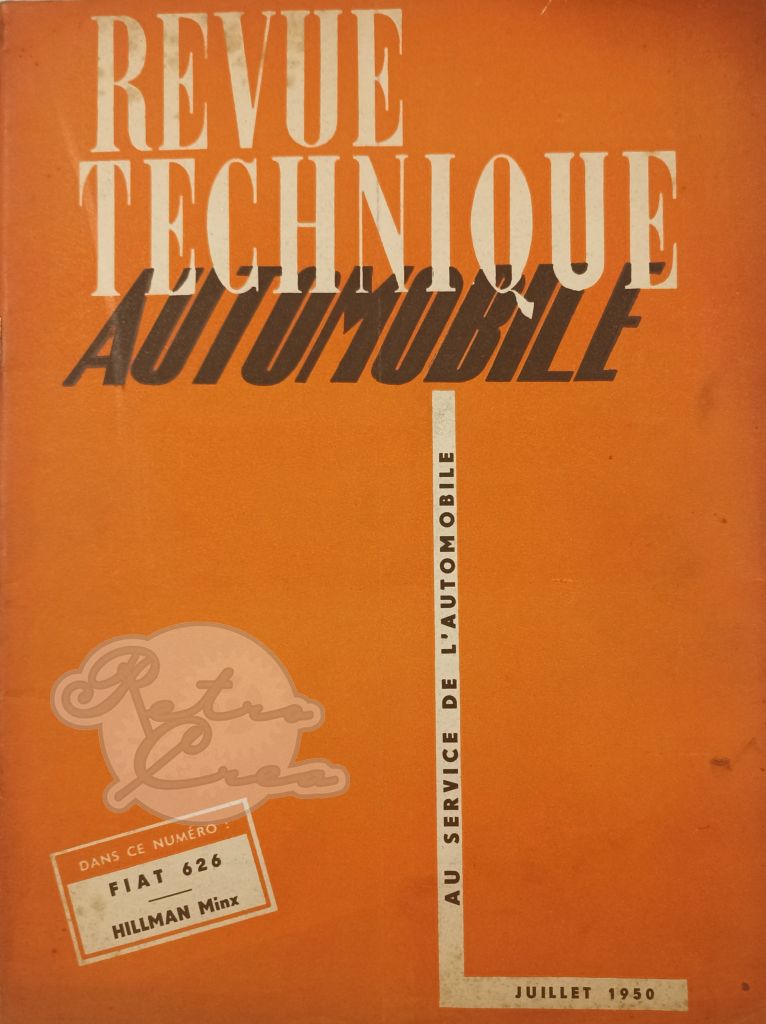 REVUE
TECHNIQUE
AUTOMOBILE
AU SERVICE DE L'AUTOMOBILE
Retro
Crea
DANS CE NUMÉRO :
FIAT 626
HILLMAN Minx
JUILLET 1950